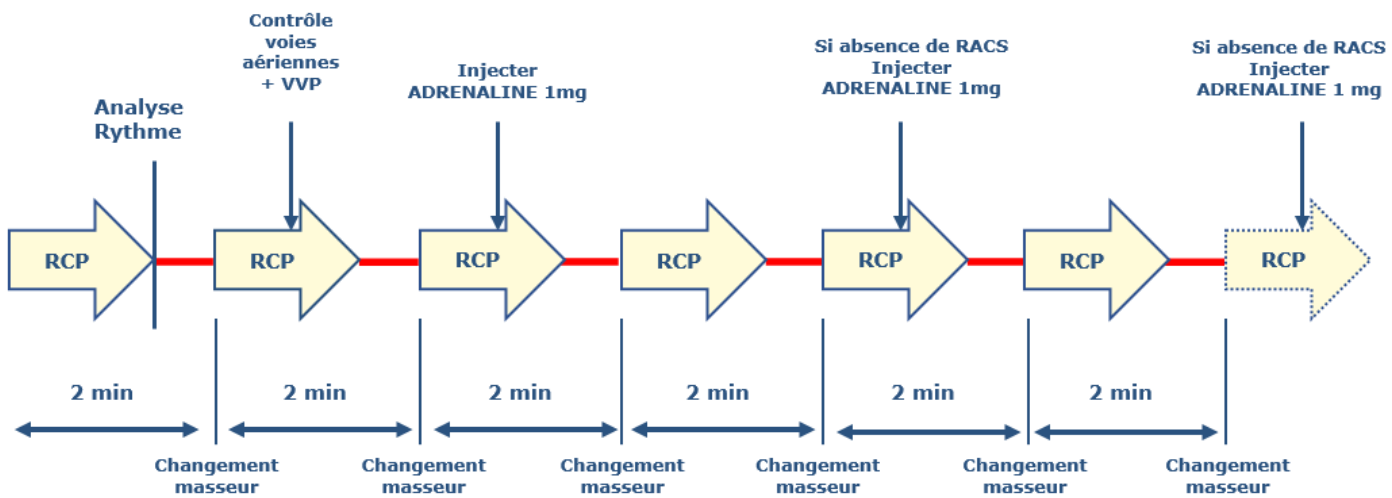 Contrôle
voies
aériennes
+ VVP
Injecter
ADRENALINE 1mg
Si absence de RACS
Injecter
ADRENALINE 1mg
Si absence de RACS
Injecter
ADRENALINE 1 mg
Analyse
Rythme
RCP
RCP
RCP
RCP
RCP
RCP
RCP
2 min
2 min
2 min
2 min
2 min
2 min
Changement
masseur
Changement
masseur
Changement
masseur
Changement
masseur
Changement
masseur
Changement
masseur